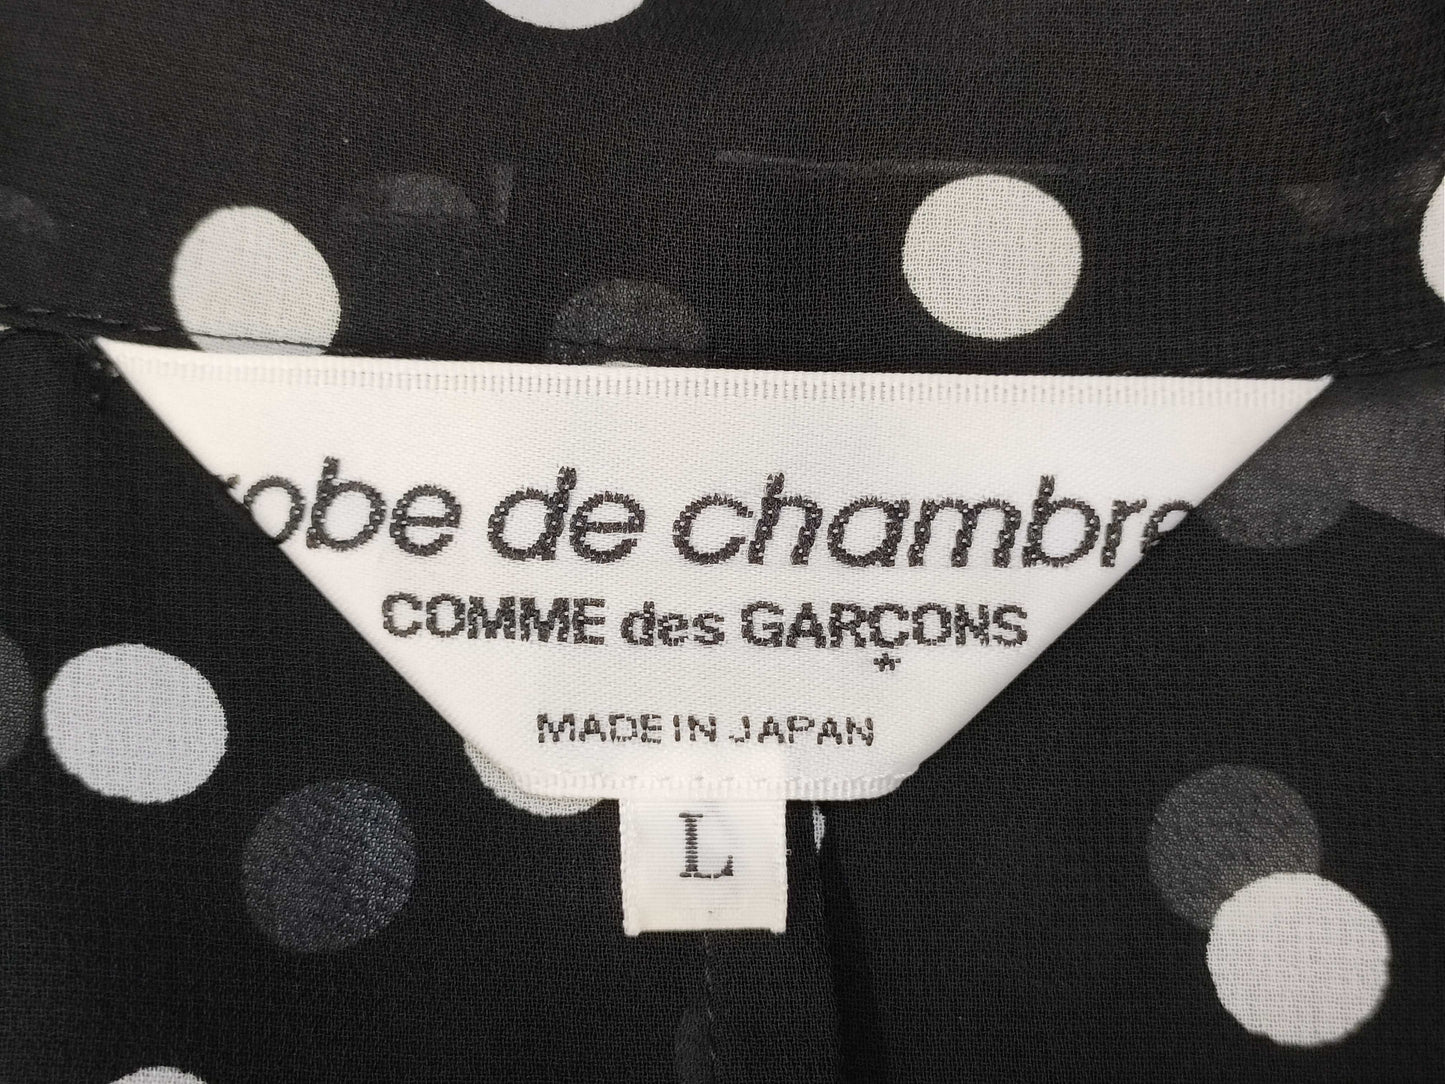 robe de chambre
COMME des GARÇONS
*
MADE IN JAPAN
L